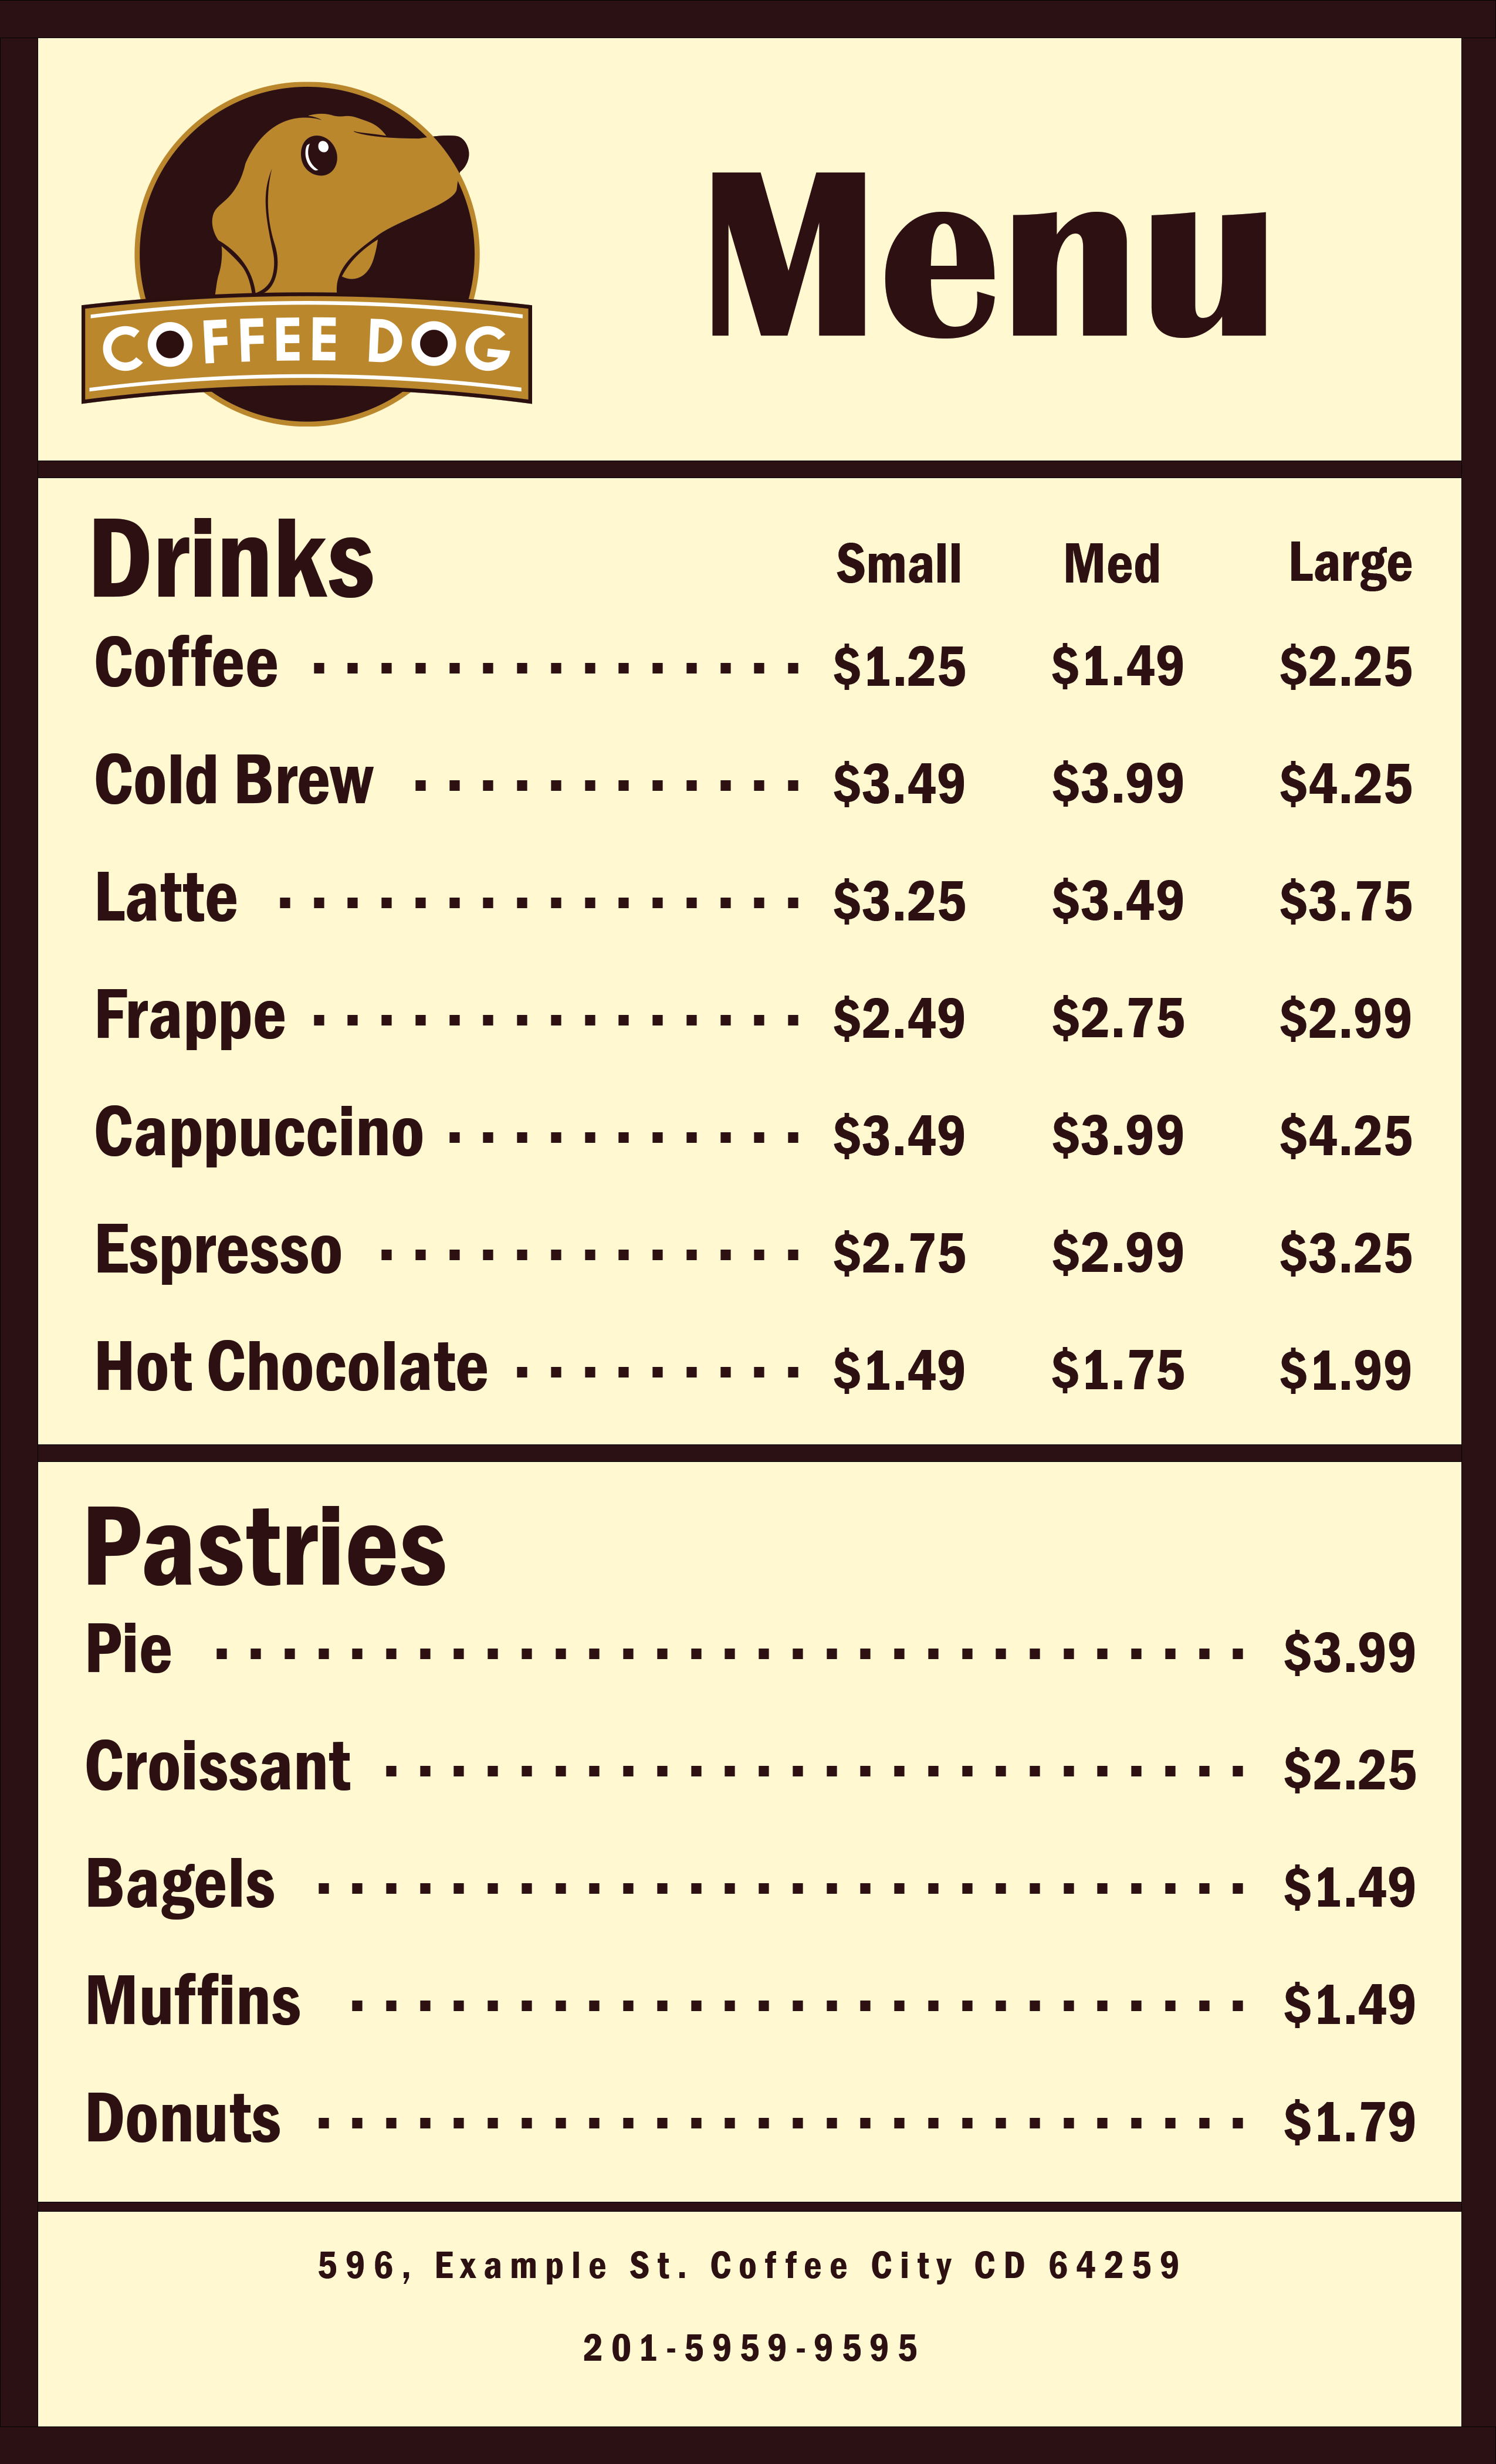 COFFEE DOG
Menu
Drinks Small Med Large
Coffee $1.25 $1.49 $2.25
Cold Brew $3.49 $3.99 $4.25
Latte $3.25 $3.49 $3.75
Frappe $2.49 $2.75 $2.99
Cappuccino $3.49 $3.99 $4.25
Espresso $2.75 $2.99 $3.25
Hot Chocolate $1.49 $1.75 $1.99
Pastries
Pie $3.99
Croissant $2.25
Bagels $1.49
Muffins $1.49
Donuts $1.79
596, Example St. Coffee City CD 64259
201-5959-9595